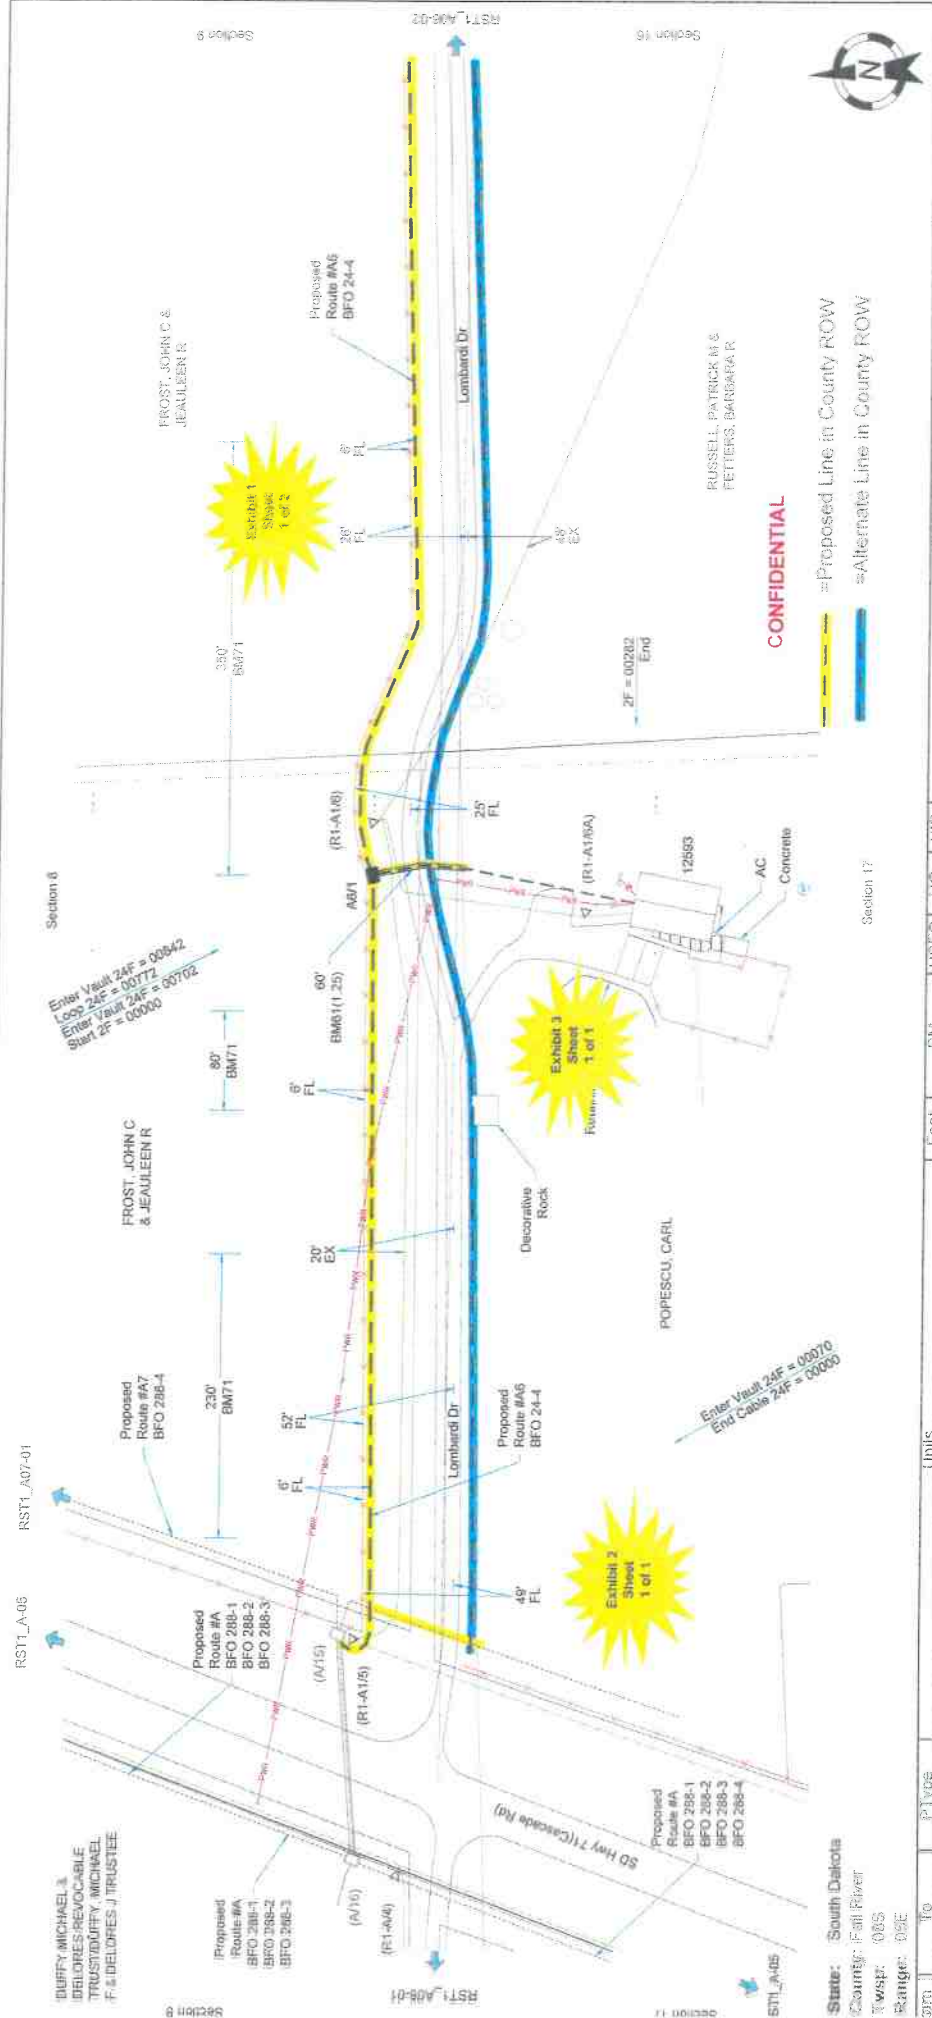 RST1_A-05
RST1_A07-01
DUFFY MICHAEL &
DELORES REVOCABLE
TRUST/DUFFY, MICHAEL
F & DELORES J TRUSTEE
Section 8
Proposed
Route #A
BFO 288-1
BFO 288-2
BFO 288-3
(A/16)
(R1-A/4)
RST1_A06-01
Section 17
ST1_A-05
Proposed
Route #A
BFO 288-1
BFO 288-2
BFO 288-3
(A/15)
(R1-A1/5)
Proposed
Route #A7
BFO 288-4
230'
BM71
FROST, JOHN C
& JEAULEEN R
80'
BM71
Enter Vault 24F = 00842
Loop 24F = 00772
Enter Vault 24F = 00702
Start 2F = 00000
Section 8
350'
BM71
Exhibit 1
Sheet
1 of 2
FROST, JOHN C &
JEAULEEN R
Section 9
6'
FL
52'
FL
20'
EX
6'
FL
60'
BM61(1.25)
A6/1
(R1-A1/6)
26'
FL
6'
FL
Proposed
Route #A6
BFO 24-4
RST1_A06-02
49'
FL
Lombardi Dr
Proposed
Route #A6
BFO 24-4
25'
FL
Lombardi Dr
48'
EX
Section 16
SD Hwy 71(Cascade Rd)
Proposed
Route #A
BFO 288-1
BFO 288-2
BFO 288-3
BFO 288-4
Exhibit 2
Sheet
1 of 1
Enter Vault 24F = 00070
End Cable 24F = 00000
POPESCU, CARL
Decorative
Rock
Exhibit 3
Sheet
1 of 1
(R1-A1/6A)
12593
AC
Concrete
Section 17
2F = 00282
End
RUSSELL, PATRICK M &
FETTERS, BARBARA R
CONFIDENTIAL
=Proposed Line in County ROW
=Alternate Line in County ROW
N
State: South Dakota
County: Fall River
Twsp: 08S
Range: 05E
To
Units